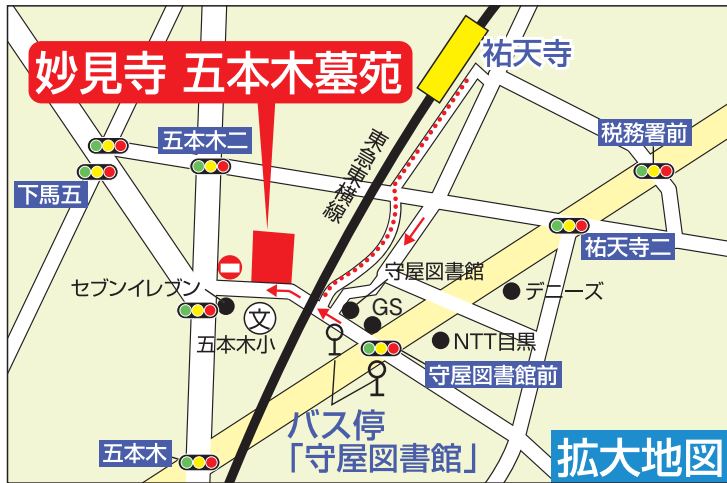 祐天寺
妙見寺 五本木墓苑
税務署前
五本木二
東急東横線
下馬五
祐天寺二
守屋図書館
セブンイレブン
デニーズ
GS
文
五本木小
NTT目黒
守屋図書館前
バス停
「守屋図書館」
五本木
拡大地図